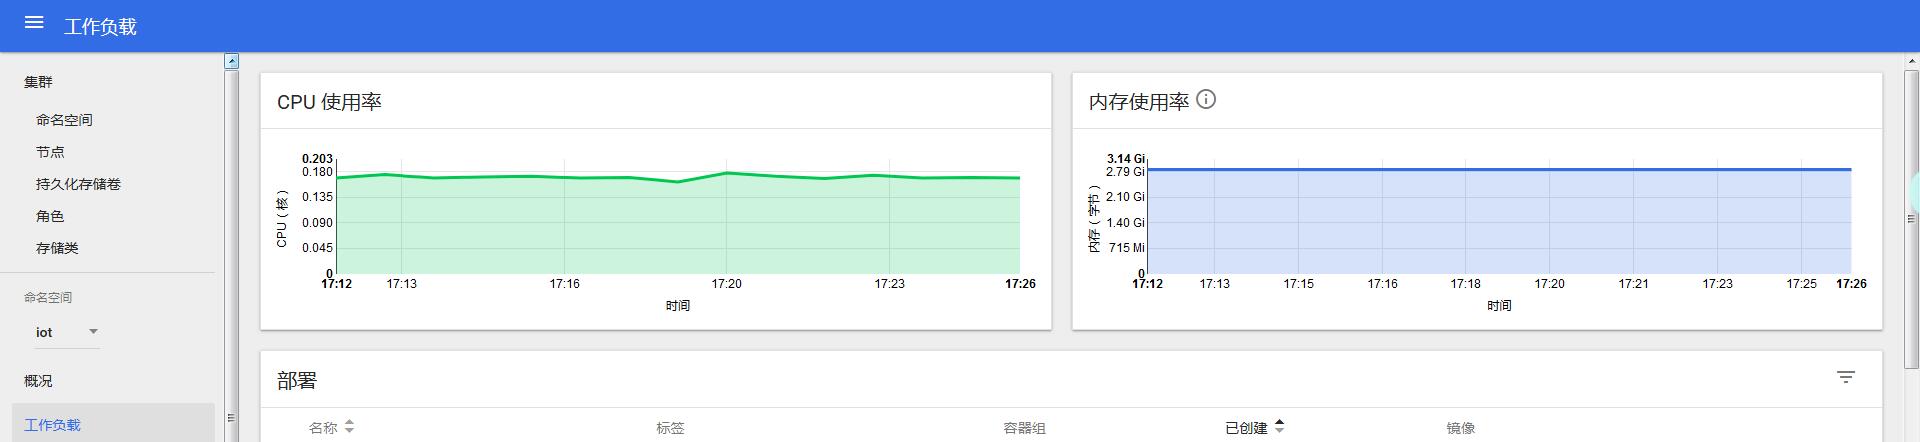 工作负载
集群
命名空间
节点
持久化存储卷
角色
存储类
命名空间
iot
概况
工作负载
CPU 使用率
0.203
0.180
0.135
0.090
0.045
0
CPU（核）
17:12 17:13 17:16 17:20 17:23 17:26
时间
内存使用率
3.14 Gi
2.79 Gi
2.10 Gi
1.40 Gi
715 Mi
0
内存（字节）
17:12 17:13 17:15 17:16 17:18 17:20 17:21 17:23 17:25 17:26
时间
部署
名称 标签 容器组 已创建 镜像